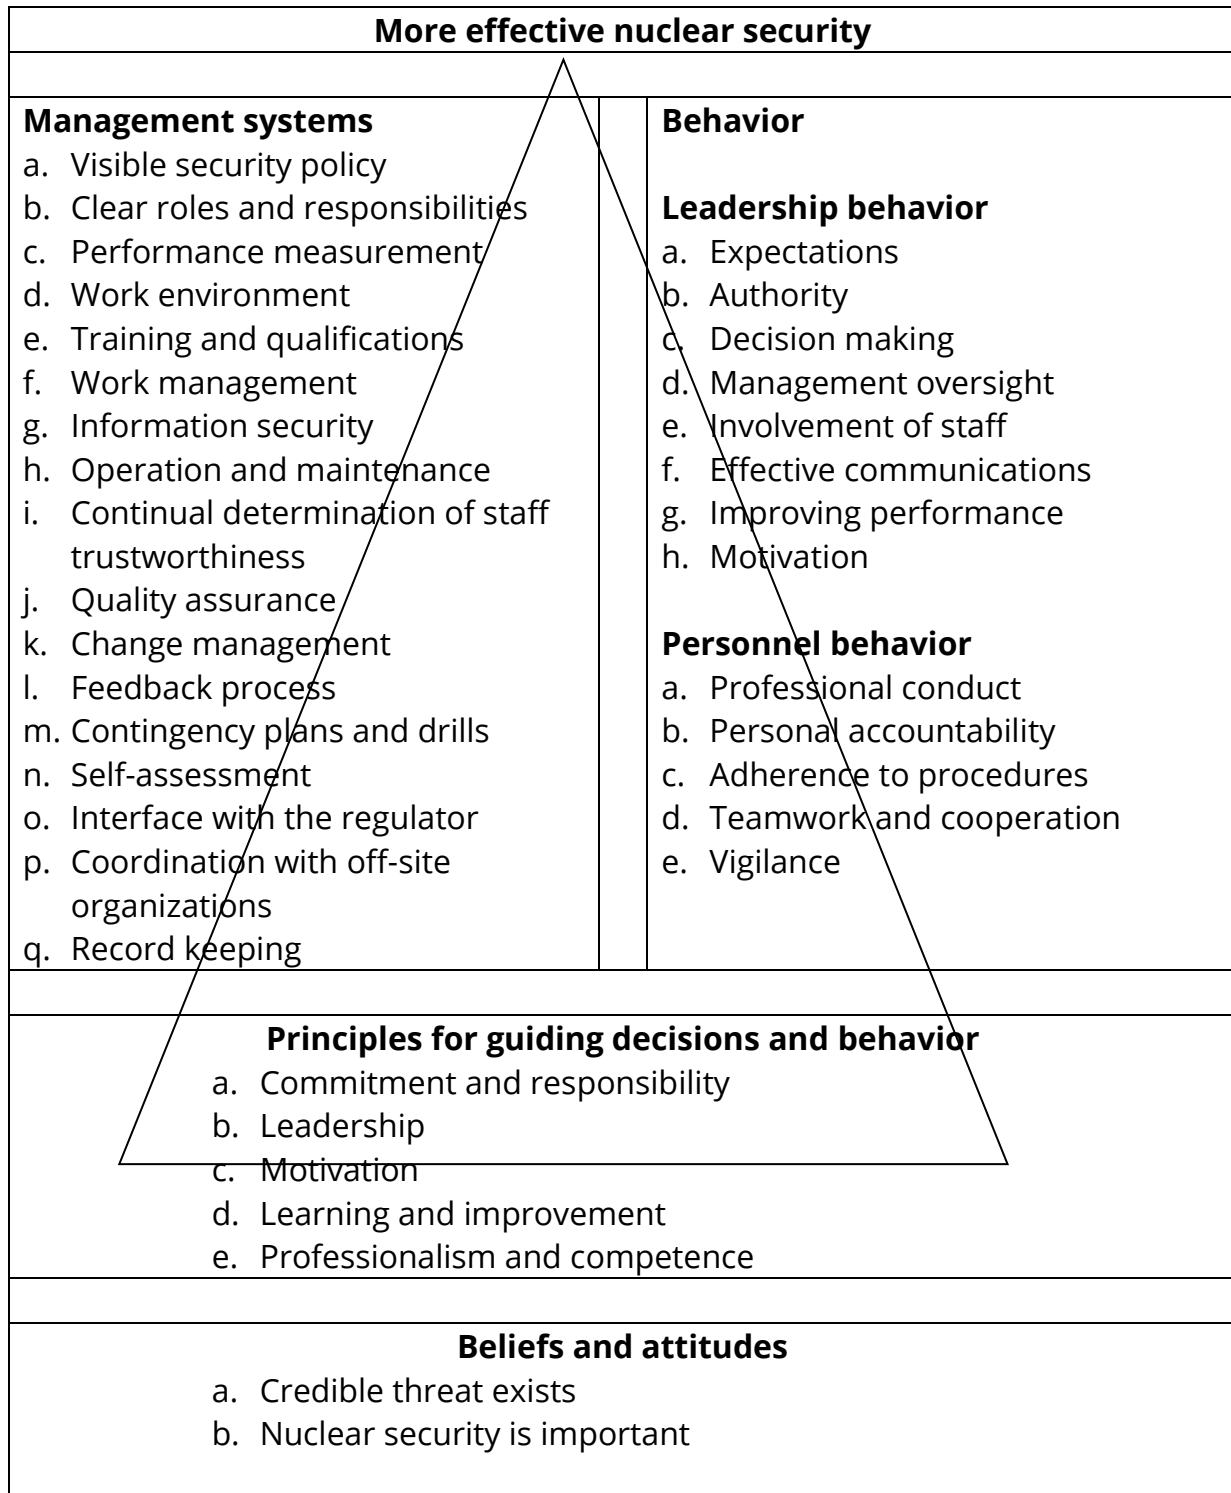 More effective nuclear security
Management systems
a. Visible security policy
b. Clear roles and responsibilities
c. Performance measurement
d. Work environment
e. Training and qualifications
f. Work management
g. Information security
h. Operation and maintenance
i. Continual determination of staff
trustworthiness
j. Quality assurance
k. Change management
l. Feedback process
m. Contingency plans and drills
n. Self-assessment
o. Interface with the regulator
p. Coordination with off-site
organizations
q. Record keeping
Behavior
Leadership behavior
a. Expectations
b. Authority
c. Decision making
d. Management oversight
e. Involvement of staff
f. Effective communications
g. Improving performance
h. Motivation
Personnel behavior
a. Professional conduct
b. Personal accountability
c. Adherence to procedures
d. Teamwork and cooperation
e. Vigilance
Principles for guiding decisions and behavior
a. Commitment and responsibility
b. Leadership
c. Motivation
d. Learning and improvement
e. Professionalism and competence
Beliefs and attitudes
a. Credible threat exists
b. Nuclear security is important